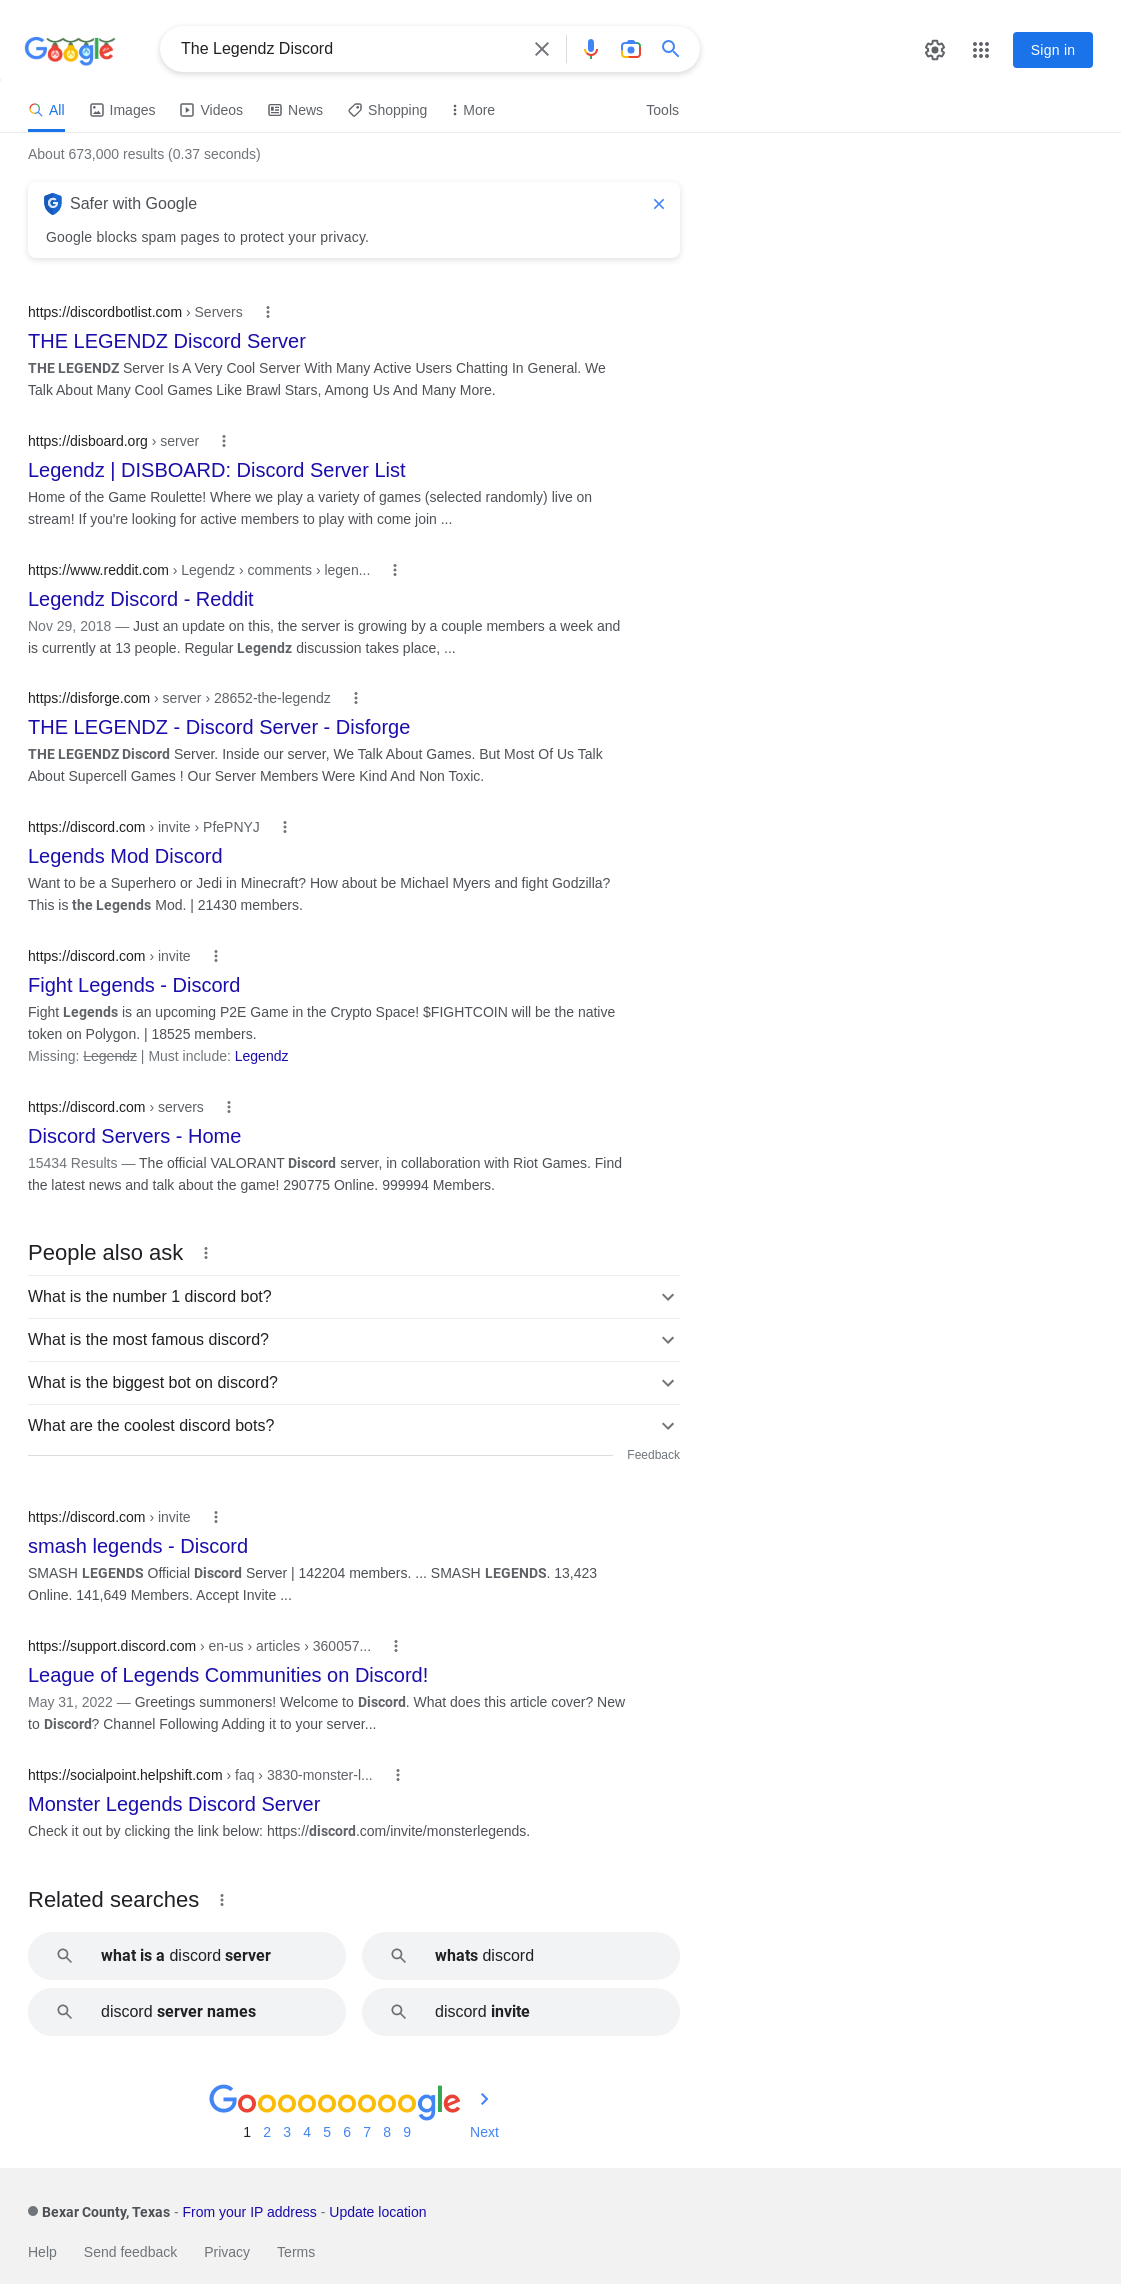 Google
The Legendz Discord
Sign in
All
Images
Videos
News
Shopping
More
Tools
About 673,000 results (0.37 seconds)
Safer with Google
Google blocks spam pages to protect your privacy.
https://discordbotlist.com › Servers
THE LEGENDZ Discord Server
THE LEGENDZ Server Is A Very Cool Server With Many Active Users Chatting In General. We
Talk About Many Cool Games Like Brawl Stars, Among Us And Many More.
https://disboard.org › server
Legendz | DISBOARD: Discord Server List
Home of the Game Roulette! Where we play a variety of games (selected randomly) live on
stream! If you're looking for active members to play with come join ...
https://www.reddit.com › Legendz › comments › legen...
Legendz Discord - Reddit
Nov 29, 2018 — Just an update on this, the server is growing by a couple members a week and
is currently at 13 people. Regular Legendz discussion takes place, ...
https://disforge.com › server › 28652-the-legendz
THE LEGENDZ - Discord Server - Disforge
THE LEGENDZ Discord Server. Inside our server, We Talk About Games. But Most Of Us Talk
About Supercell Games ! Our Server Members Were Kind And Non Toxic.
https://discord.com › invite › PfePNYJ
Legends Mod Discord
Want to be a Superhero or Jedi in Minecraft? How about be Michael Myers and fight Godzilla?
This is the Legends Mod. | 21430 members.
https://discord.com › invite
Fight Legends - Discord
Fight Legends is an upcoming P2E Game in the Crypto Space! $FIGHTCOIN will be the native
token on Polygon. | 18525 members.
Missing: Legendz | Must include: Legendz
https://discord.com › servers
Discord Servers - Home
15434 Results — The official VALORANT Discord server, in collaboration with Riot Games. Find
the latest news and talk about the game! 290775 Online. 999994 Members.
People also ask
What is the number 1 discord bot?
What is the most famous discord?
What is the biggest bot on discord?
What are the coolest discord bots?
Feedback
https://discord.com › invite
smash legends - Discord
SMASH LEGENDS Official Discord Server | 142204 members. ... SMASH LEGENDS. 13,423
Online. 141,649 Members. Accept Invite ...
https://support.discord.com › en-us › articles › 360057...
League of Legends Communities on Discord!
May 31, 2022 — Greetings summoners! Welcome to Discord. What does this article cover? New
to Discord? Channel Following Adding it to your server...
https://socialpoint.helpshift.com › faq › 3830-monster-l...
Monster Legends Discord Server
Check it out by clicking the link below: https://discord.com/invite/monsterlegends.
Related searches
what is a discord server
whats discord
discord server names
discord invite
Goooooooooogle
1 2 3 4 5 6 7 8 9 Next
Bexar County, Texas - From your IP address - Update location
Help Send feedback Privacy Terms